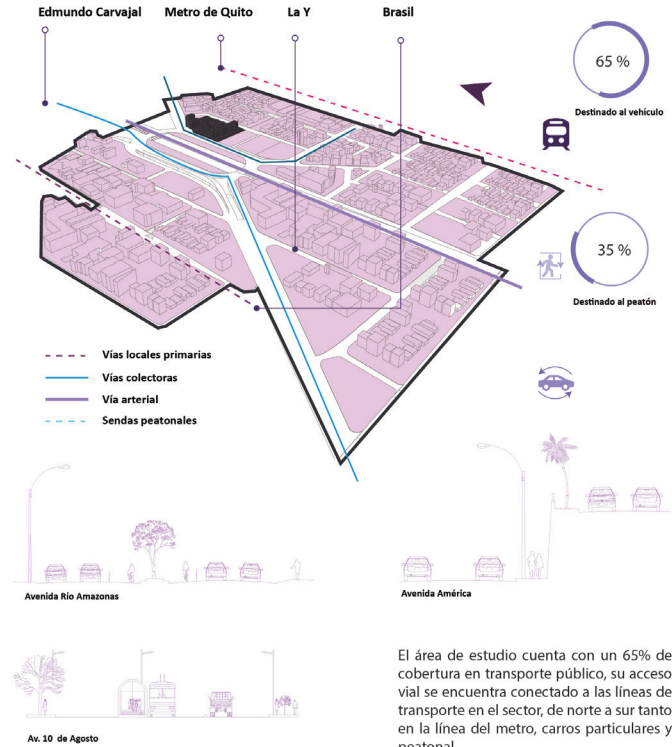 Edmundo Carvajal
Metro de Quito
La Y
Brasil
65 %
Destinado al vehículo
35 %
Destinado al peatón
Vías locales primarias
Vías colectoras
Vía arterial
Sendas peatonales
Avenida Río Amazonas
Avenida América
Av. 10 de Agosto
El área de estudio cuenta con un 65% de
cobertura en transporte público, su acceso
vial se encuentra conectado a las líneas de
transporte en el sector, de norte a sur tanto
en la línea del metro, carros particulares y
peatonal